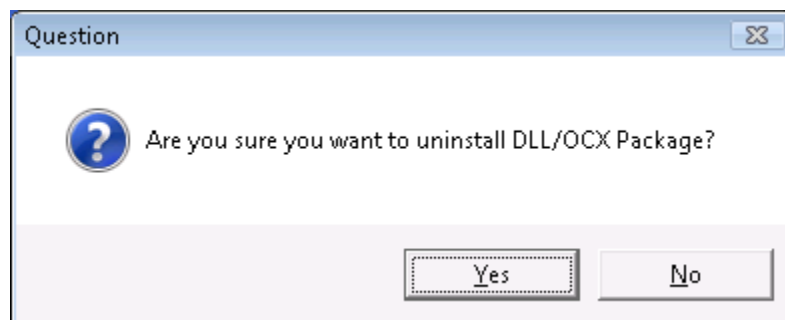 Question
Are you sure you want to uninstall DLL/OCX Package?
Yes
No